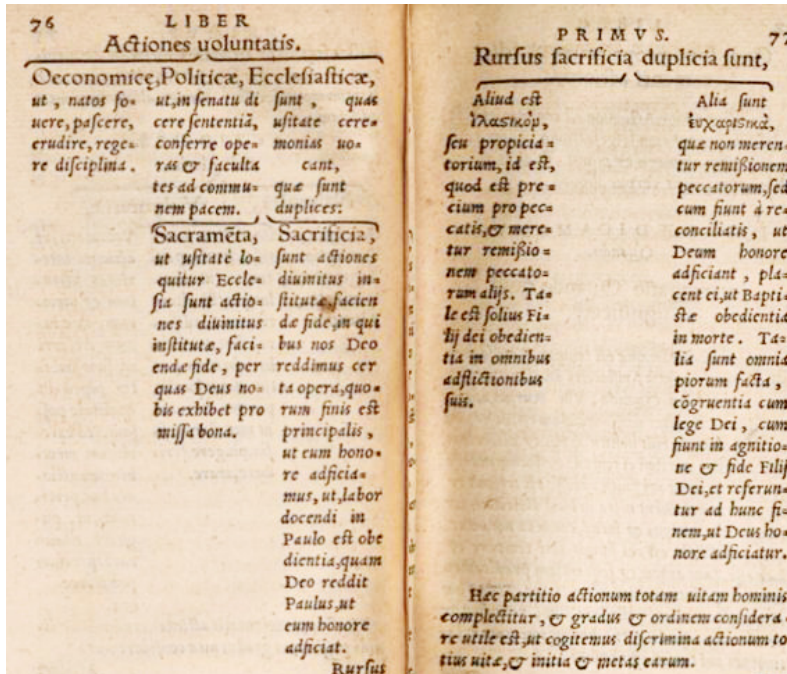 76 LIBER
Actiones uoluntatis.
Oeconomicę, Politicæ, Ecclesiasticæ,
ut, natos fo-
uere, pascere,
erudire, rege-
re disciplina.
ut, in senatu di
cere sententiã,
conferre ope-
ras & faculta
tes ad commu-
nem pacem.
sunt, quas
usitate cere-
monias uo-
cant,
quæ sunt
duplices:
Sacramẽta,
ut usitatè lo-
quitur Eccle-
sia sunt actio-
nes diuinitus
institutæ, faci-
endæ fide, per
quas Deus no-
bis exhibet pro
missa bona.
Sacrificia,
sunt actiones
diuinitus in-
stitutæ, facien
dæ fide, in qui
bus nos Deo
reddimus cer
ta opera, quo-
rum finis est
principalis,
ut eum hono-
re adficia-
mus, ut, labor
docendi in
Paulo est obe
dientia, quam
Deo reddit
Paulus, ut
eum honore
adficiat.
Rursus
PRIMVS. 77
Rursus sacrificia duplicia sunt,
Aliud est
ἱλαστικόμ,
seu propicia-
torium, id est,
quod est pre-
cium pro pec-
catis, & mere-
tur remißio-
nem peccato-
rum alijs. Ta-
le est solius Fi-
lij dei obedien-
tia in omnibus
adflictionibus
suis.
Alia sunt
ἐυχαριστικὰ,
quæ non meren-
tur remißionem
peccatorum, sed
cum fiunt à re-
conciliatis, ut
Deum honore
adficiant, pla-
cent ei, ut Bapti-
stæ obedientia
in morte. Ta-
lia sunt omnia
piorum facta,
cõgruentia cum
lege Dei, cum
fiunt in agnitio-
ne & fide Filij
Dei, et referun-
tur ad hunc fi-
nem, ut Deus ho-
nore adficiatur.
Hæc partitio actionum totam uitam hominis
complectitur, & gradus & ordinem considera-
re utile est, ut cogitemus discrimina actionum to
tius uitæ, & initia & metas earum.